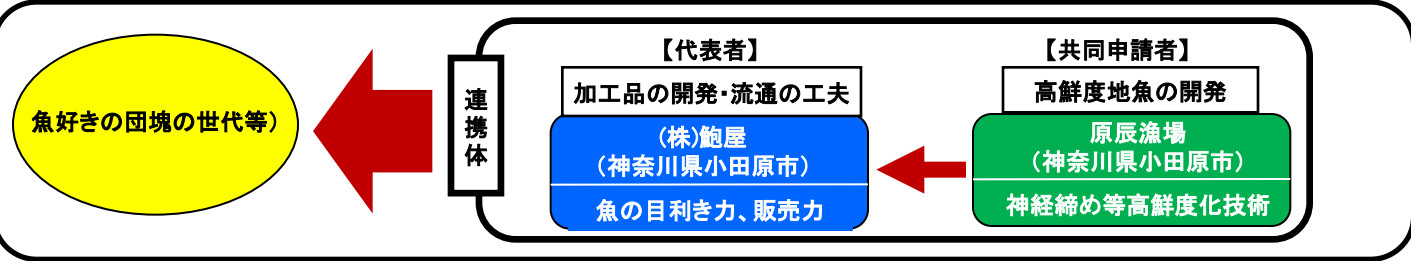 魚好きの団塊の世代等）
連携体
【代表者】
加工品の開発・流通の工夫
(株)鮑屋
（神奈川県小田原市）
魚の目利き力、販売力
【共同申請者】
高鮮度地魚の開発
原辰漁場
（神奈川県小田原市）
神経締め等高鮮度化技術